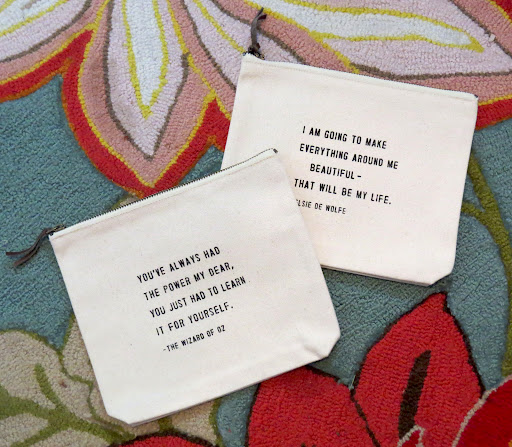 I AM GOING TO MAKE
EVERYTHING AROUND ME
BEAUTIFUL-
THAT WILL BE MY LIFE.
LSIE DE WOLFE
YOU'VE ALWAYS HAD
THE POWER MY DEAR,
YOU JUST HAD TO LEARN
IT FOR YOURSELF.
-THE WIZARD OF OZ